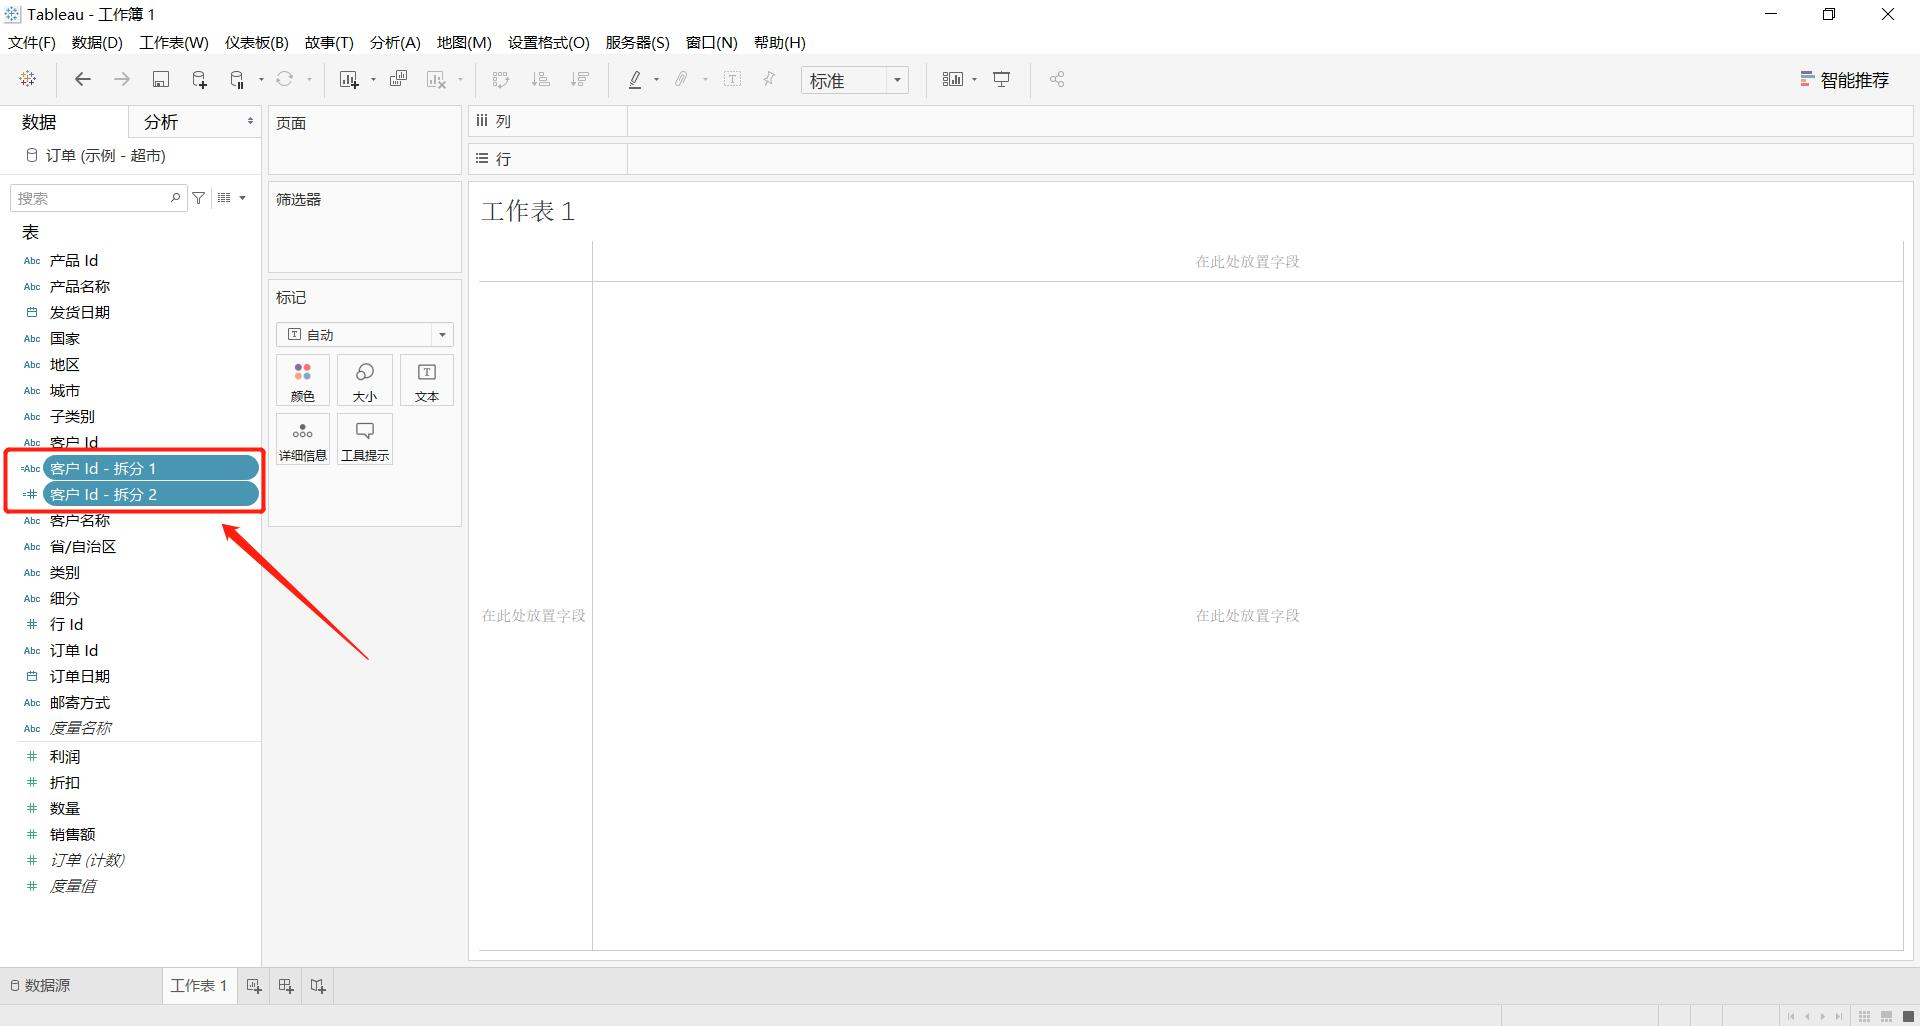 Tableau - 工作簿 1
文件(F) 数据(D) 工作表(W) 仪表板(B) 故事(T) 分析(A) 地图(M) 设置格式(O) 服务器(S) 窗口(N) 帮助(H)
标准
智能推荐
数据 分析
订单 (示例 - 超市)
搜索
表
Abc 产品 Id
Abc 产品名称
发货日期
Abc 国家
Abc 地区
Abc 城市
Abc 子类别
Abc 客户 Id
=Abc 客户 Id - 拆分 1
=# 客户 Id - 拆分 2
Abc 客户名称
Abc 省/自治区
Abc 类别
Abc 细分
# 行 Id
Abc 订单 Id
订单日期
Abc 邮寄方式
Abc 度量名称
# 利润
# 折扣
# 数量
# 销售额
# 订单 (计数)
# 度量值
页面
筛选器
标记
T 自动
颜色 大小 T 文本
详细信息 工具提示
列
行
工作表 1
在此处放置字段
在此处放置字段 在此处放置字段
数据源 工作表 1